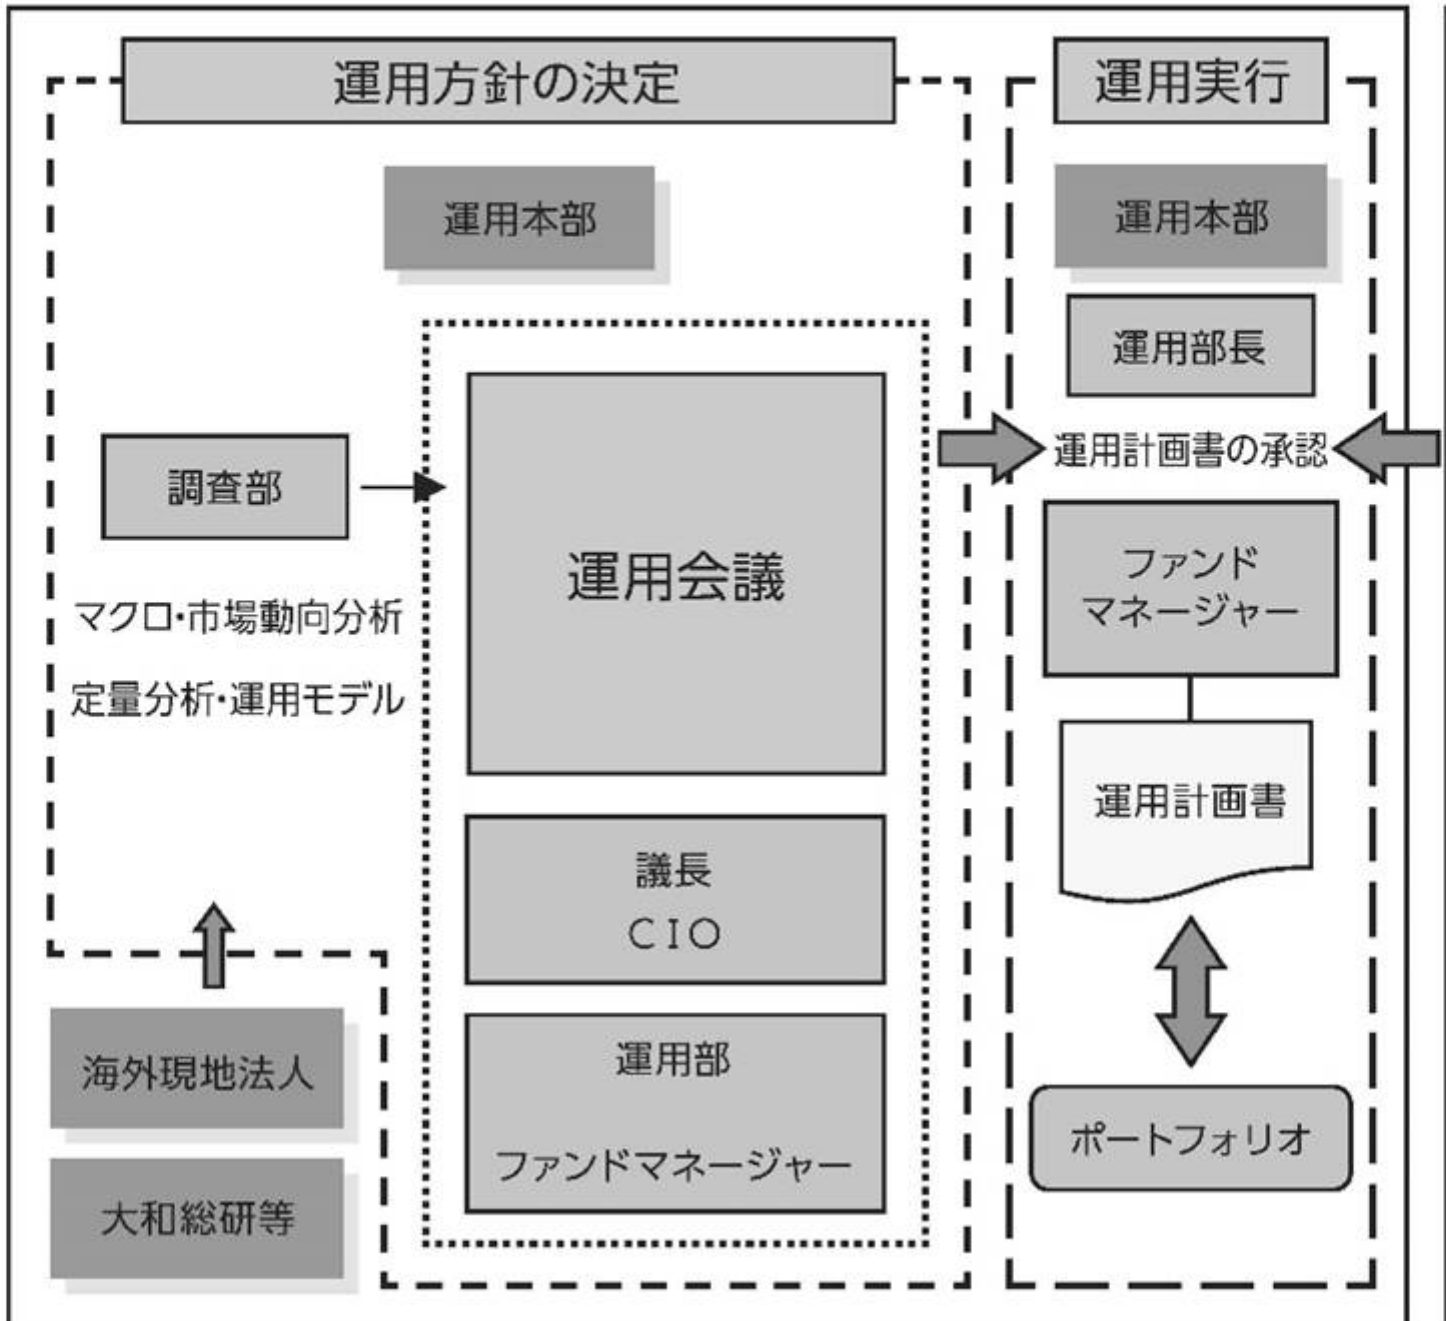 運用方針の決定
運用本部
調査部
マクロ・市場動向分析
定量分析・運用モデル
運用会議
議長
CIO
運用部
ファンドマネージャー
海外現地法人
大和総研等
運用実行
運用本部
運用部長
運用計画書の承認
ファンド
マネージャー
運用計画書
ポートフォリオ